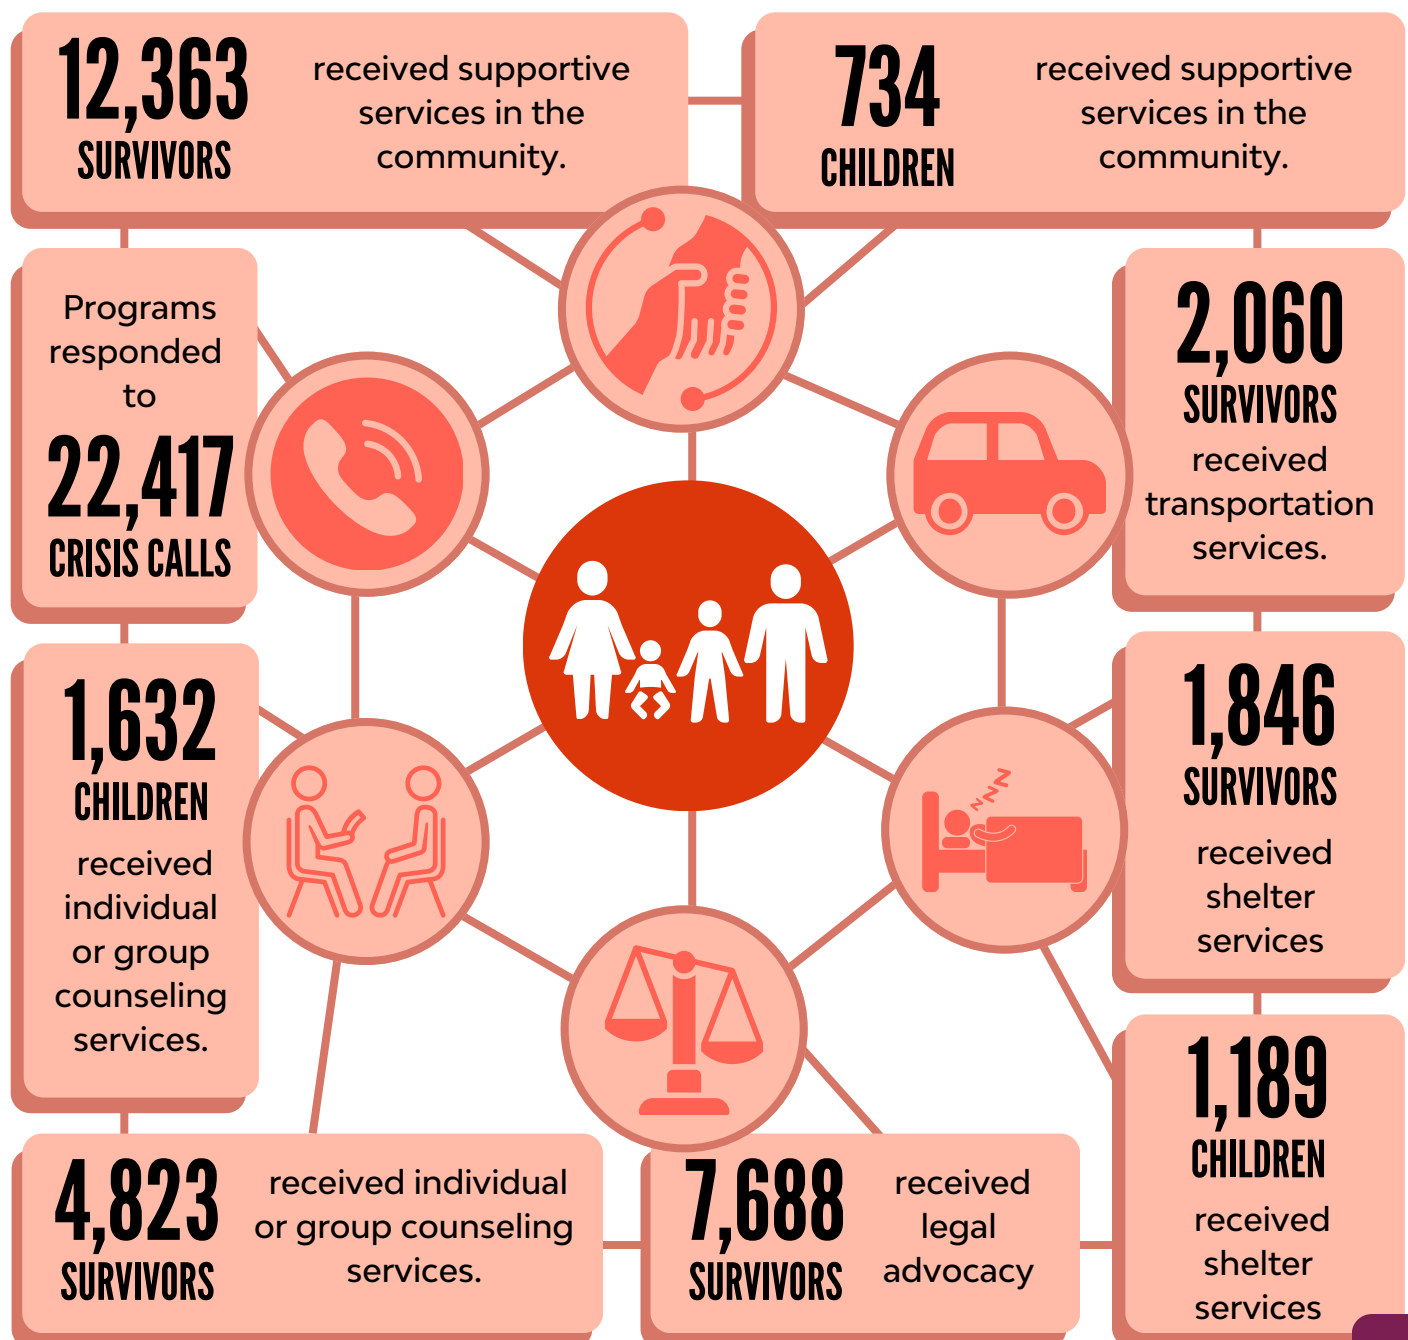 12,363
SURVIVORS
received supportive
services in the
community.
734
CHILDREN
received supportive
services in the
community.
Programs
responded
to
22,417
CRISIS CALLS
2,060
SURVIVORS
received
transportation
services.
1,632
CHILDREN
received
individual
or group
counseling
services.
1,846
SURVIVORS
received
shelter
services
zzzz
4,823
SURVIVORS
received individual
or group counseling
services.
7,688
SURVIVORS
received
legal
advocacy
1,189
CHILDREN
received
shelter
services